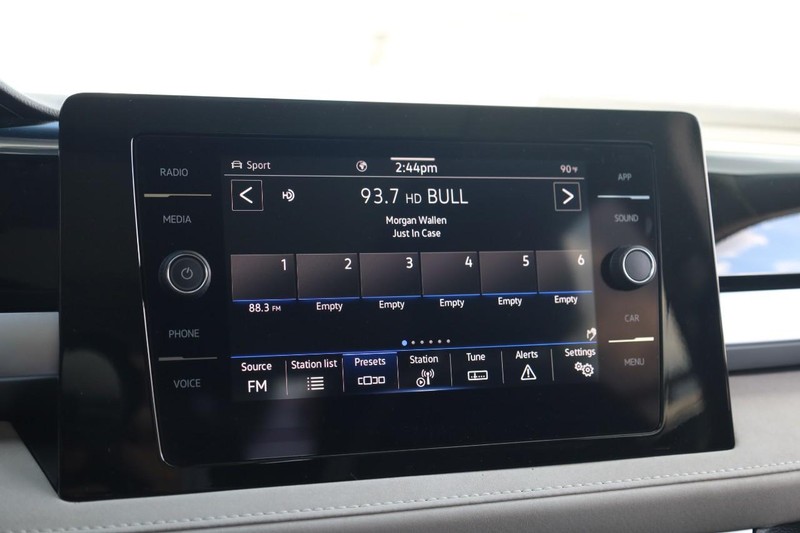 RADIO
MEDIA
PHONE
VOICE
Sport
2:44pm
90°F
93.7 HD BULL
Morgan Wallen
Just In Case
1 2 3 4 5 6
88.3 FM Empty Empty Empty Empty Empty
Source Station list Presets Station Tune Alerts Settings
FM
APP
SOUND
CAR
MENU